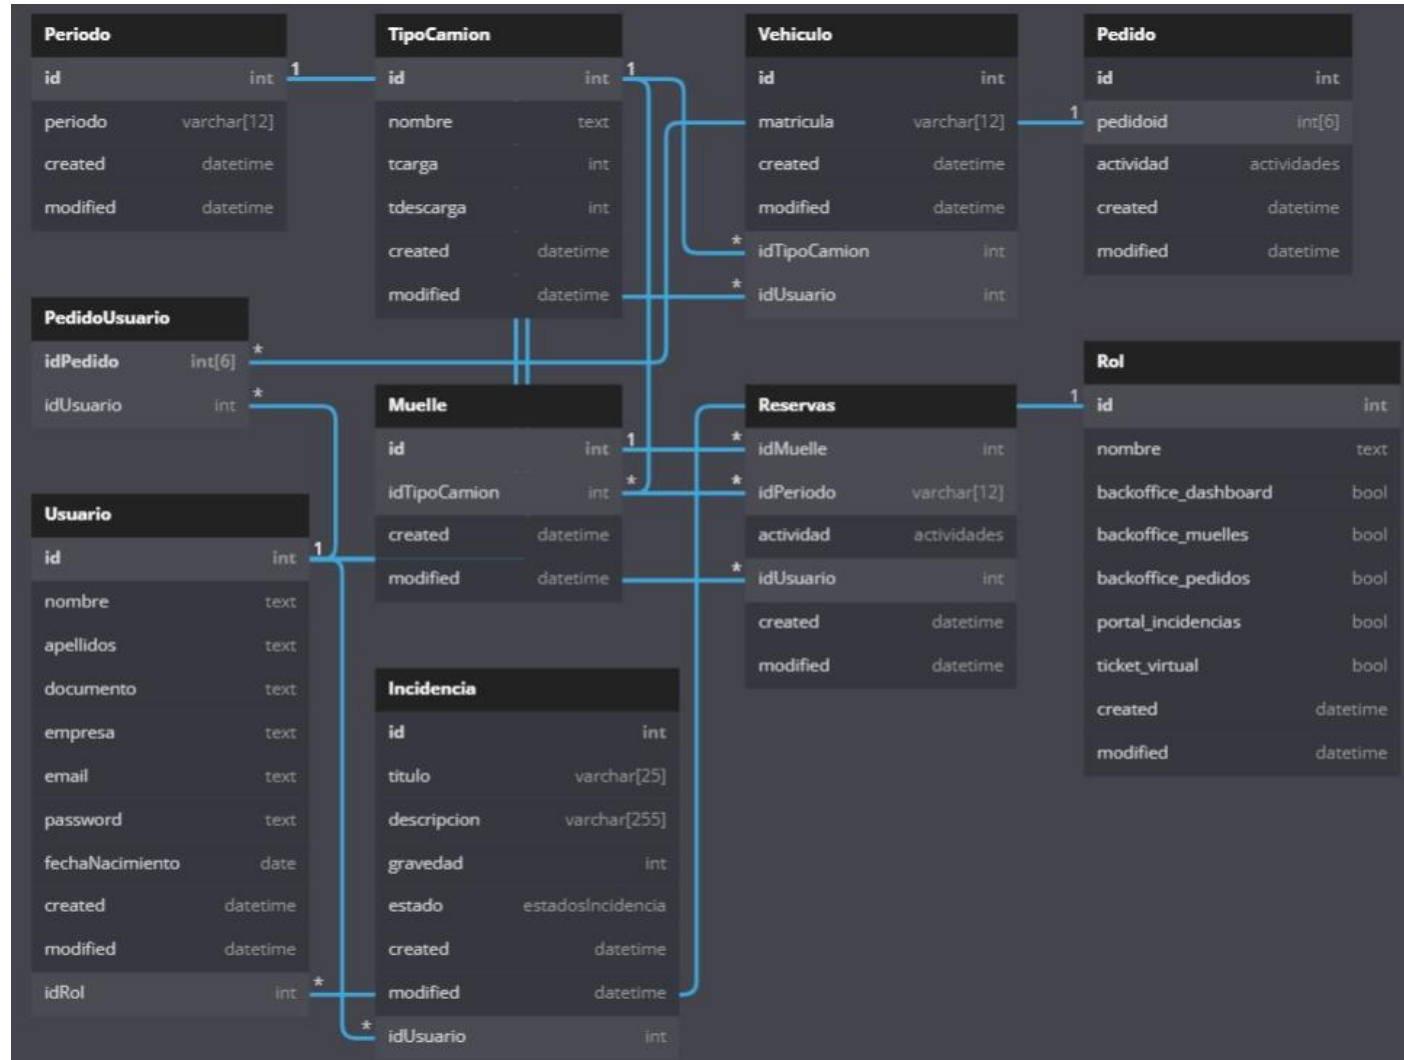 Periodo
id int 1
periodo varchar[12]
created datetime
modified datetime
TipoCamion
id int 1
nombre text
tcarga int
tdescarga int
created datetime
modified datetime
Vehiculo
id int
matricula varchar[12]
created datetime
modified datetime
* idTipoCamion int
* idUsuario int
Pedido
id int
1 pedidoid int[6]
actividad actividades
created datetime
modified datetime
PedidoUsuario
idPedido int[6] *
idUsuario int *
Muelle
id int 1
idTipoCamion int *
created datetime
modified datetime
Reservas
* idMuelle int
* idPeriodo varchar[12]
actividad actividades
* idUsuario int
created datetime
modified datetime
Rol
1 id int
nombre text
backoffice_dashboard bool
backoffice_muelles bool
backoffice_pedidos bool
portal_incidencias bool
ticket_virtual bool
created datetime
modified datetime
Usuario
id int 1
nombre text
apellidos text
documento text
empresa text
email text
password text
fechaNacimiento date
created datetime
modified datetime
idRol int *
Incidencia
id int
titulo varchar[25]
descripcion varchar[255]
gravedad int
estado estadosIncidencia
created datetime
modified datetime
* idUsuario int